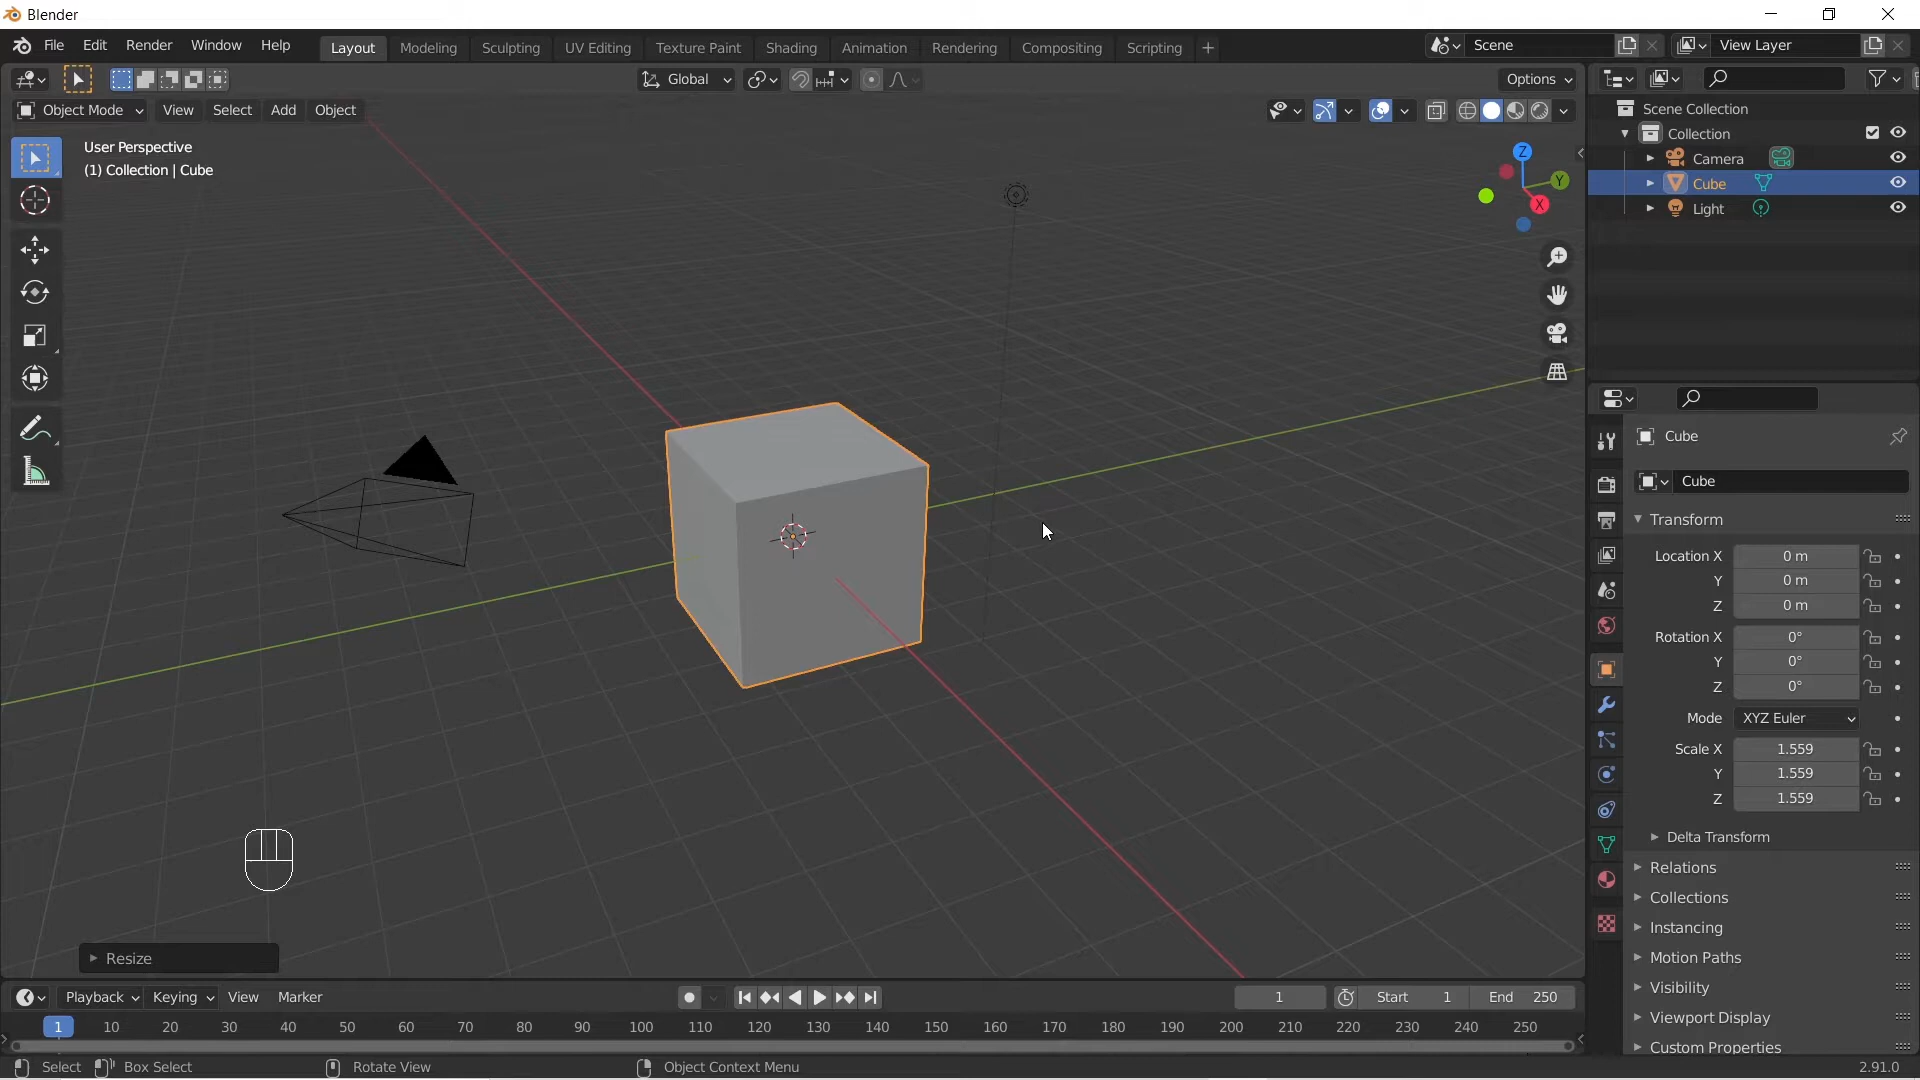 Blender
File Edit Render Window Help Layout Modeling Sculpting UV Editing Texture Paint Shading Animation Rendering Compositing Scripting + Scene View Layer
Global Options
Object Mode View Select Add Object
User Perspective
(1) Collection | Cube
Z
Y
X
Scene Collection
Collection
Camera
Cube
Light
Cube
Cube
Transform
Location X 0 m
Y 0 m
Z 0 m
Rotation X 0°
Y 0°
Z 0°
Mode XYZ Euler
Scale X 1.559
Y 1.559
Z 1.559
Delta Transform
Relations
Collections
Instancing
Motion Paths
Visibility
Viewport Display
Custom Properties
Resize
Playback Keying View Marker 1 Start 1 End 250
1 10 20 30 40 50 60 70 80 90 100 110 120 130 140 150 160 170 180 190 200 210 220 230 240 250
Select Box Select Rotate View Object Context Menu 2.91.0